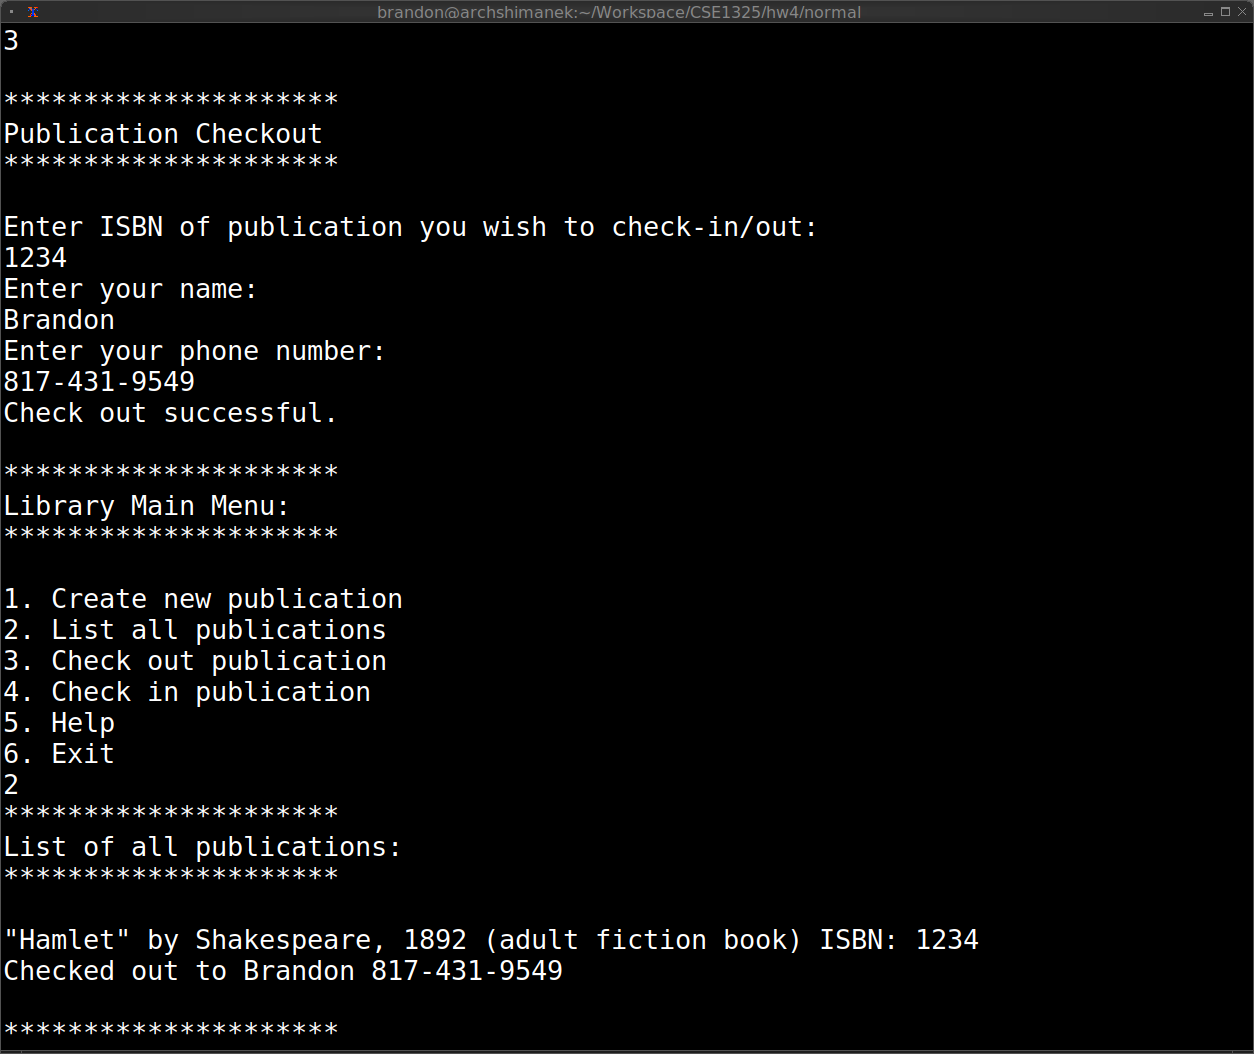 brandon@archshimanek:~/Workspace/CSE1325/hw4/normal
3
*********************
Publication Checkout
*********************
Enter ISBN of publication you wish to check-in/out:
1234
Enter your name:
Brandon
Enter your phone number:
817-431-9549
Check out successful.
*********************
Library Main Menu:
*********************
1. Create new publication
2. List all publications
3. Check out publication
4. Check in publication
5. Help
6. Exit
2
*********************
List of all publications:
*********************
"Hamlet" by Shakespeare, 1892 (adult fiction book) ISBN: 1234
Checked out to Brandon 817-431-9549
*********************